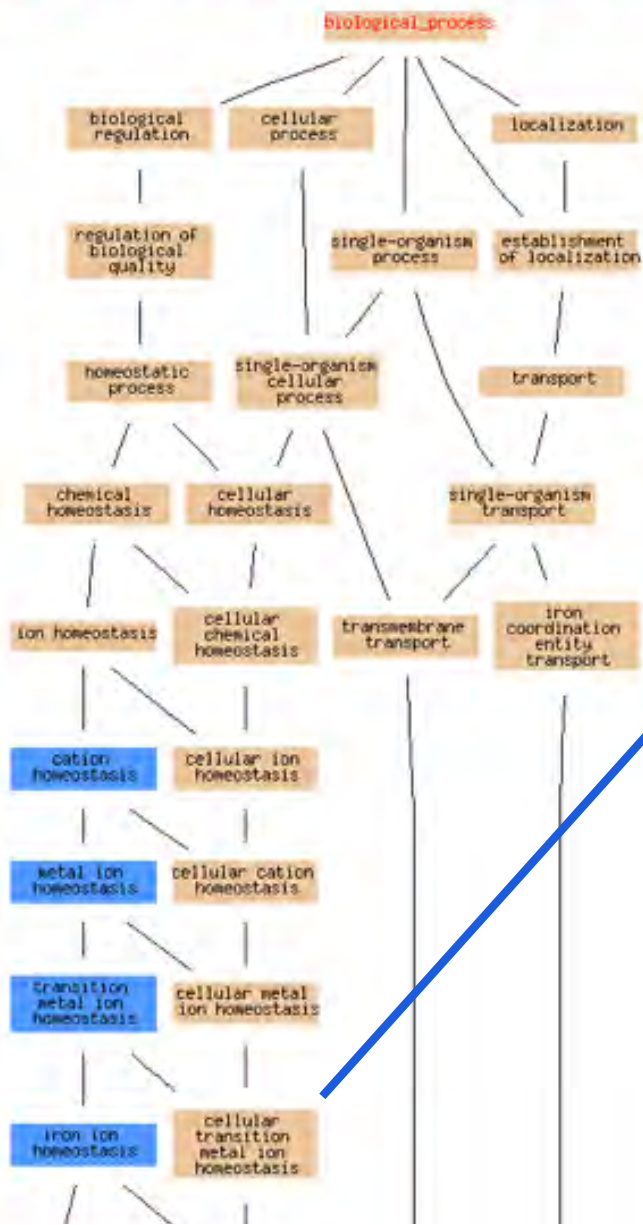 biological_process
biological
regulation
cellular
process
localization
regulation of
biological
quality
single-organism
process
establishment
of localization
homeostatic
process
single-organism
cellular
process
transport
chemical
homeostasis
cellular
homeostasis
single-organism
transport
ion homeostasis
cellular
chemical
homeostasis
transmembrane
transport
iron
coordination
entity
transport
cation
homeostasis
cellular ion
homeostasis
metal ion
homeostasis
cellular cation
homeostasis
transition
metal ion
homeostasis
cellular metal
ion homeostasis
iron ion
homeostasis
cellular
transition
metal ion
homeostasis